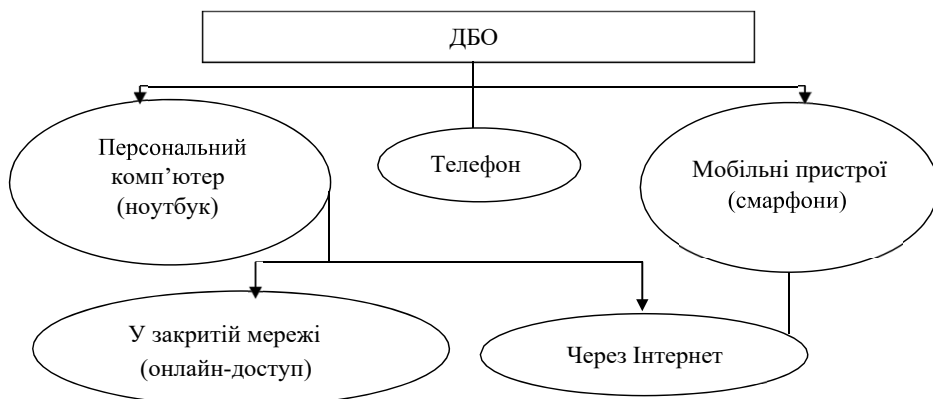 ДБО
Персональний
комп’ютер
(ноутбук)
Телефон
Мобільні пристрої
(смарфони)
У закритій мережі
(онлайн-доступ)
Через Інтернет